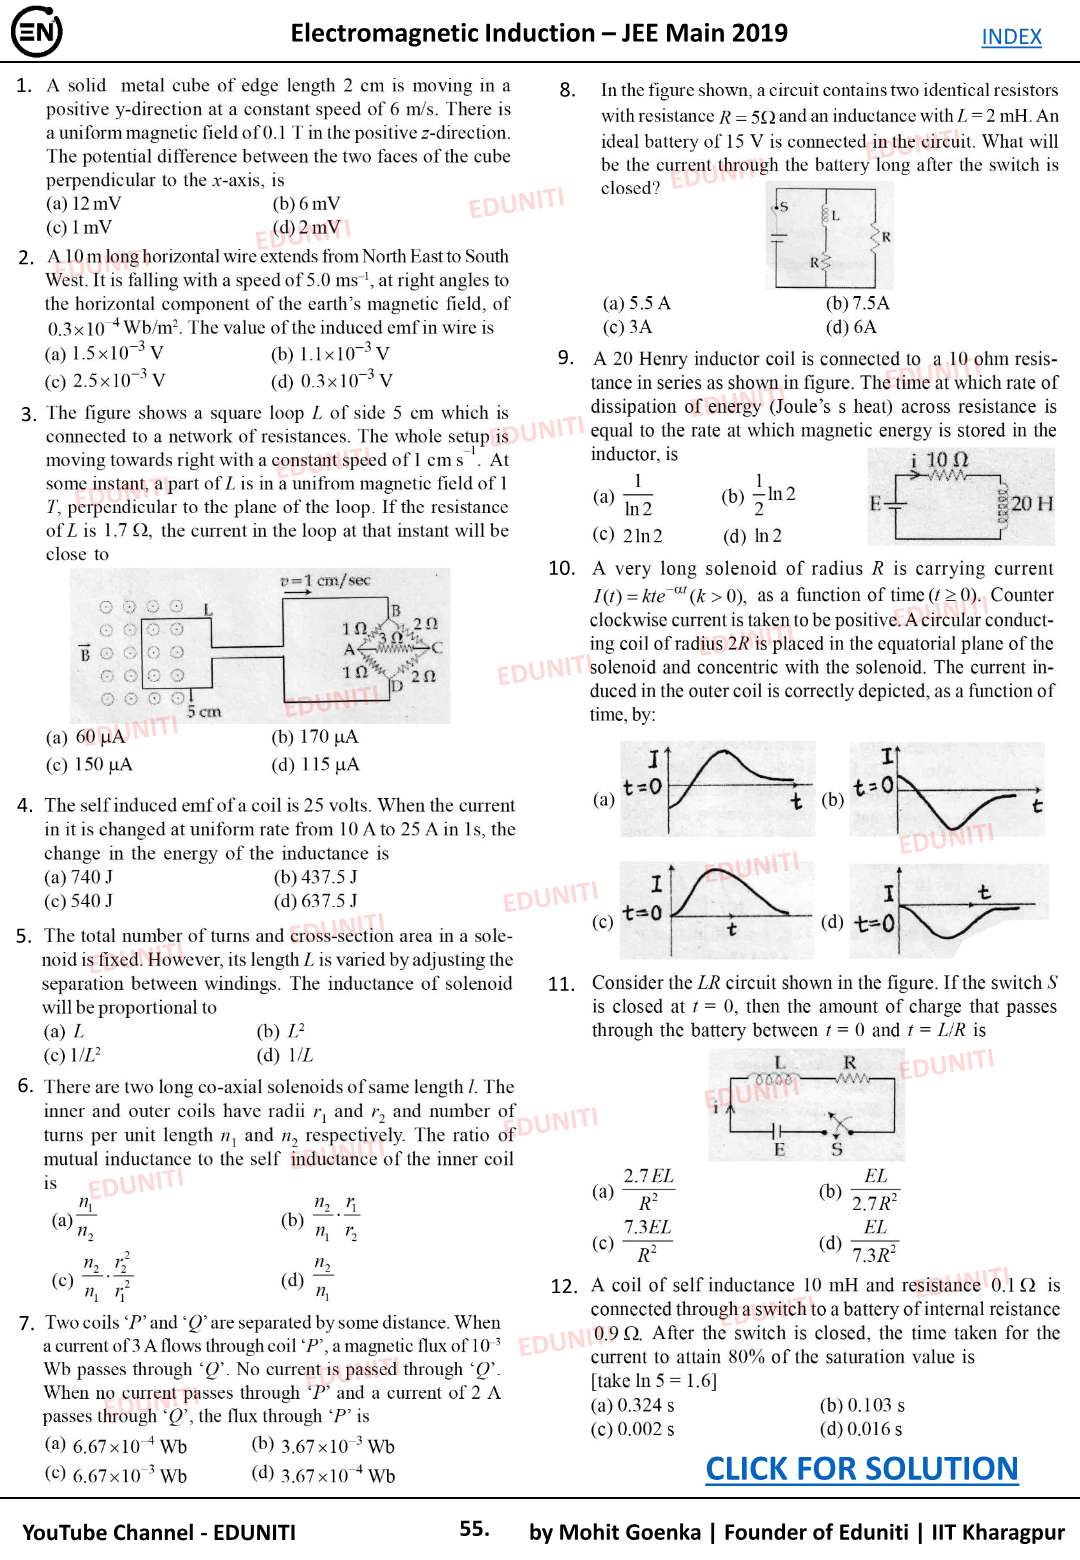 EN
Electromagnetic Induction – JEE Main 2019
INDEX
1. A solid metal cube of edge length 2 cm is moving in a
positive y-direction at a constant speed of 6 m/s. There is
a uniform magnetic field of 0.1 T in the positive z-direction.
The potential difference between the two faces of the cube
perpendicular to the x-axis, is
(a) 12 mV (b) 6 mV
(c) 1 mV (d) 2 mV
2. A 10 m long horizontal wire extends from North East to South
West. It is falling with a speed of 5.0 ms⁻¹, at right angles to
the horizontal component of the earth's magnetic field, of
0.3×10⁻⁴ Wb/m². The value of the induced emf in wire is
(a) 1.5×10⁻³ V (b) 1.1×10⁻³ V
(c) 2.5×10⁻³ V (d) 0.3×10⁻³ V
3. The figure shows a square loop L of side 5 cm which is
connected to a network of resistances. The whole setup is
moving towards right with a constant speed of 1 cm s⁻¹. At
some instant, a part of L is in a unifrom magnetic field of 1
T, perpendicular to the plane of the loop. If the resistance
of L is 1.7 Ω, the current in the loop at that instant will be
close to
v=1 cm/sec
L
B
1Ω 2Ω
3Ω
A C
B⃗
1Ω 2Ω
D
5 cm
(a) 60 μA (b) 170 μA
(c) 150 μA (d) 115 μA
4. The self induced emf of a coil is 25 volts. When the current
in it is changed at uniform rate from 10 A to 25 A in 1s, the
change in the energy of the inductance is
(a) 740 J (b) 437.5 J
(c) 540 J (d) 637.5 J
5. The total number of turns and cross-section area in a sole-
noid is fixed. However, its length L is varied by adjusting the
separation between windings. The inductance of solenoid
will be proportional to
(a) L (b) L²
(c) 1/L² (d) 1/L
6. There are two long co-axial solenoids of same length l. The
inner and outer coils have radii r₁ and r₂ and number of
turns per unit length n₁ and n₂ respectively. The ratio of
mutual inductance to the self inductance of the inner coil
is
(a) n₁/n₂ (b) n₂/n₁ · r₁/r₂
(c) n₂/n₁ · r₂²/r₁² (d) n₂/n₁
7. Two coils ‘P’ and ‘Q’ are separated by some distance. When
a current of 3 A flows through coil ‘P’, a magnetic flux of 10⁻³
Wb passes through ‘Q’. No current is passed through ‘Q’.
When no current passes through ‘P’ and a current of 2 A
passes through ‘Q’, the flux through ‘P’ is
(a) 6.67×10⁻⁴ Wb (b) 3.67×10⁻³ Wb
(c) 6.67×10⁻³ Wb (d) 3.67×10⁻⁴ Wb
8. In the figure shown, a circuit contains two identical resistors
with resistance R = 5Ω and an inductance with L = 2 mH. An
ideal battery of 15 V is connected in the circuit. What will
be the current through the battery long after the switch is
closed?
S
L
R
R
(a) 5.5 A (b) 7.5A
(c) 3A (d) 6A
9. A 20 Henry inductor coil is connected to a 10 ohm resis-
tance in series as shown in figure. The time at which rate of
dissipation of energy (Joule's s heat) across resistance is
equal to the rate at which magnetic energy is stored in the
inductor, is
i 10 Ω
E
20 H
(a) 1/ln 2 (b) 1/2 ln 2
(c) 2 ln 2 (d) ln 2
10. A very long solenoid of radius R is carrying current
I(t) = kte^−αt (k > 0), as a function of time (t ≥ 0). Counter
clockwise current is taken to be positive. A circular conduct-
ing coil of radius 2R is placed in the equatorial plane of the
solenoid and concentric with the solenoid. The current in-
duced in the outer coil is correctly depicted, as a function of
time, by:
(a) I t=0 t (b) I t=0 t
(c) I t=0 t (d) I t=0 t
11. Consider the LR circuit shown in the figure. If the switch S
is closed at t = 0, then the amount of charge that passes
through the battery between t = 0 and t = L/R is
L R
i
E S
(a) 2.7EL/R² (b) EL/2.7R²
(c) 7.3EL/R² (d) EL/7.3R²
12. A coil of self inductance 10 mH and resistance 0.1 Ω is
connected through a switch to a battery of internal reistance
0.9 Ω. After the switch is closed, the time taken for the
current to attain 80% of the saturation value is
[take ln 5 = 1.6]
(a) 0.324 s (b) 0.103 s
(c) 0.002 s (d) 0.016 s
CLICK FOR SOLUTION
YouTube Channel - EDUNITI
55.
by Mohit Goenka | Founder of Eduniti | IIT Kharagpur
EDUNITI